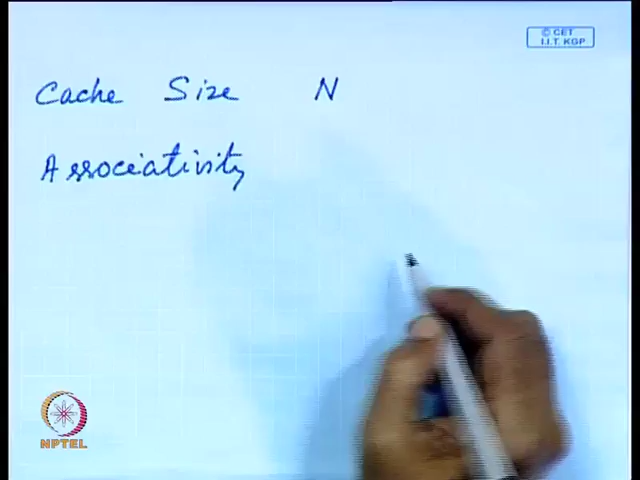 © CET
I.I.T. KGP
Cache Size N
Associativity
NPTEL